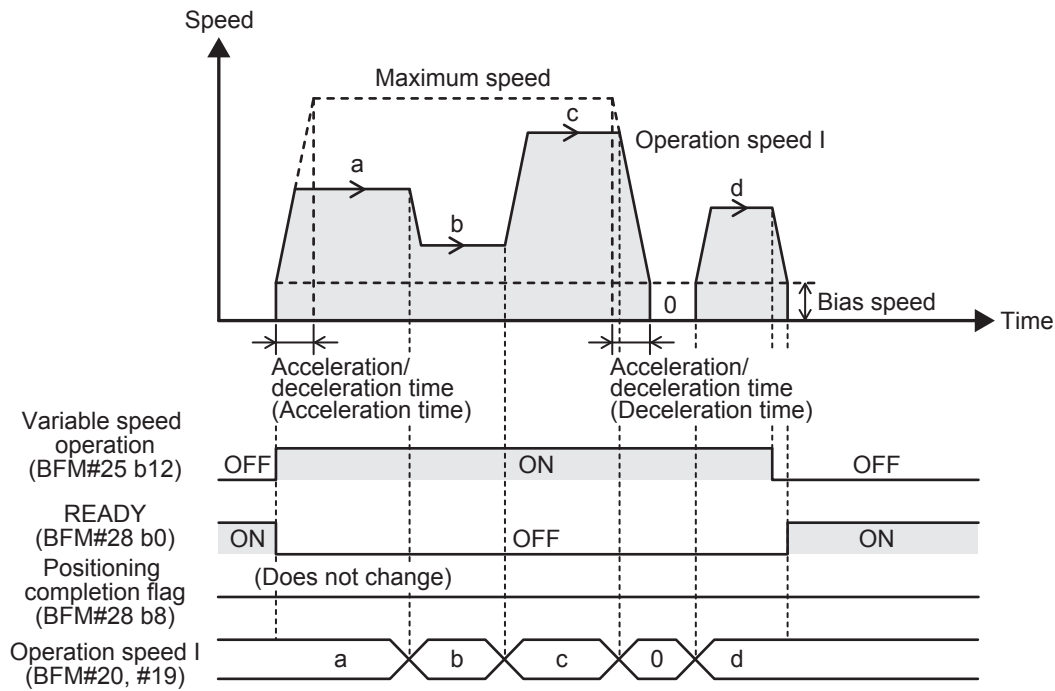 Speed
Maximum speed
c
Operation speed I
a
d
b
0
Bias speed
Time
Acceleration/
deceleration time
(Acceleration time)
Acceleration/
deceleration time
(Deceleration time)
Variable speed
operation
(BFM#25 b12)
OFF
ON
OFF
READY
(BFM#28 b0)
ON
OFF
ON
Positioning
completion flag
(BFM#28 b8)
(Does not change)
Operation speed I
(BFM#20, #19)
a
b
c
0
d